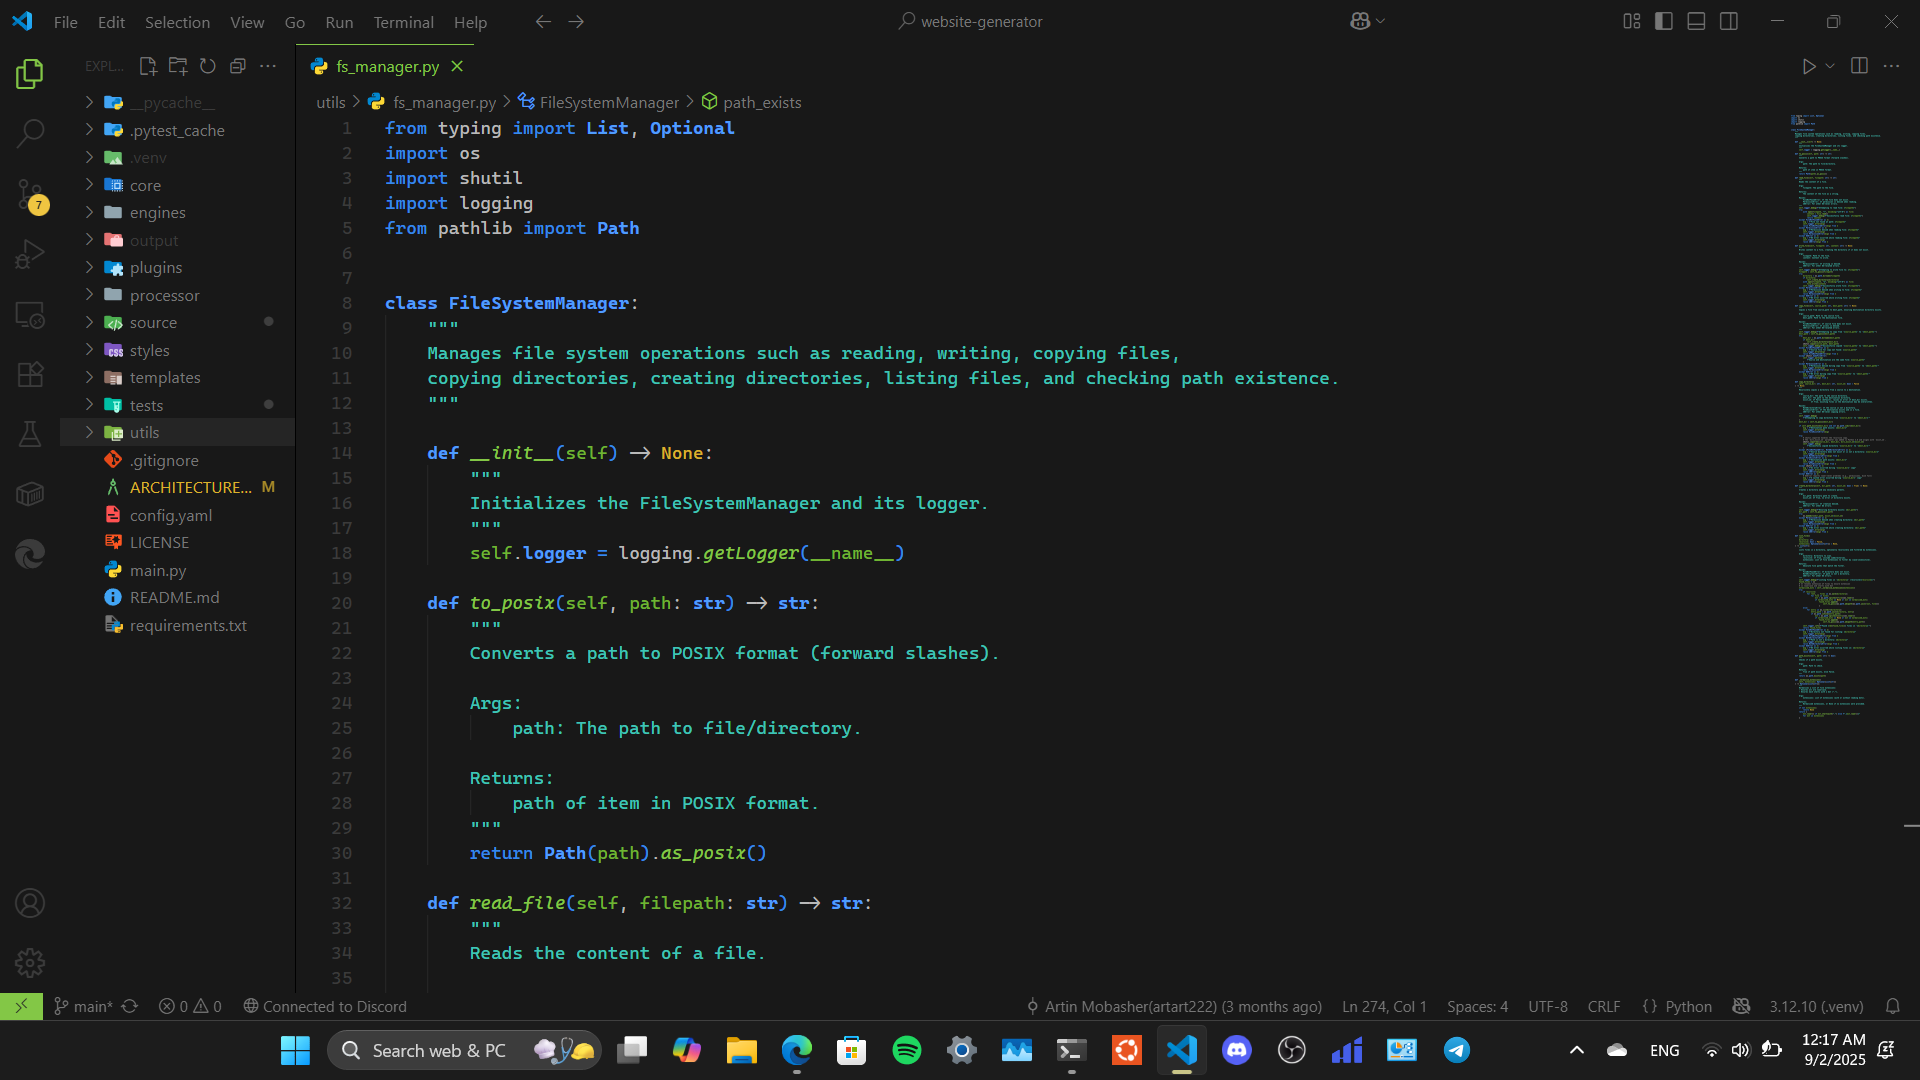 File Edit Selection View Go Run Terminal Help
website-generator
EXPL...
fs_manager.py
utils > fs_manager.py > FileSystemManager > path_exists
__pycache__
.pytest_cache
.venv
core
engines
output
plugins
processor
source
styles
templates
tests
utils
.gitignore
ARCHITECTURE... M
config.yaml
LICENSE
main.py
README.md
requirements.txt
7
1 from typing import List, Optional
2 import os
3 import shutil
4 import logging
5 from pathlib import Path
6
7
8 class FileSystemManager:
9 """
10 Manages file system operations such as reading, writing, copying files,
11 copying directories, creating directories, listing files, and checking path existence.
12 """
13
14 def __init__(self) -> None:
15 """
16 Initializes the FileSystemManager and its logger.
17 """
18 self.logger = logging.getLogger(__name__)
19
20 def to_posix(self, path: str) -> str:
21 """
22 Converts a path to POSIX format (forward slashes).
23
24 Args:
25 path: The path to file/directory.
26
27 Returns:
28 path of item in POSIX format.
29 """
30 return Path(path).as_posix()
31
32 def read_file(self, filepath: str) -> str:
33 """
34 Reads the content of a file.
35
main* 0 0 Connected to Discord Artin Mobasher(artart222) (3 months ago) Ln 274, Col 1 Spaces: 4 UTF-8 CRLF {} Python 3.12.10 (.venv)
Search web & PC
ENG
12:17 AM
9/2/2025